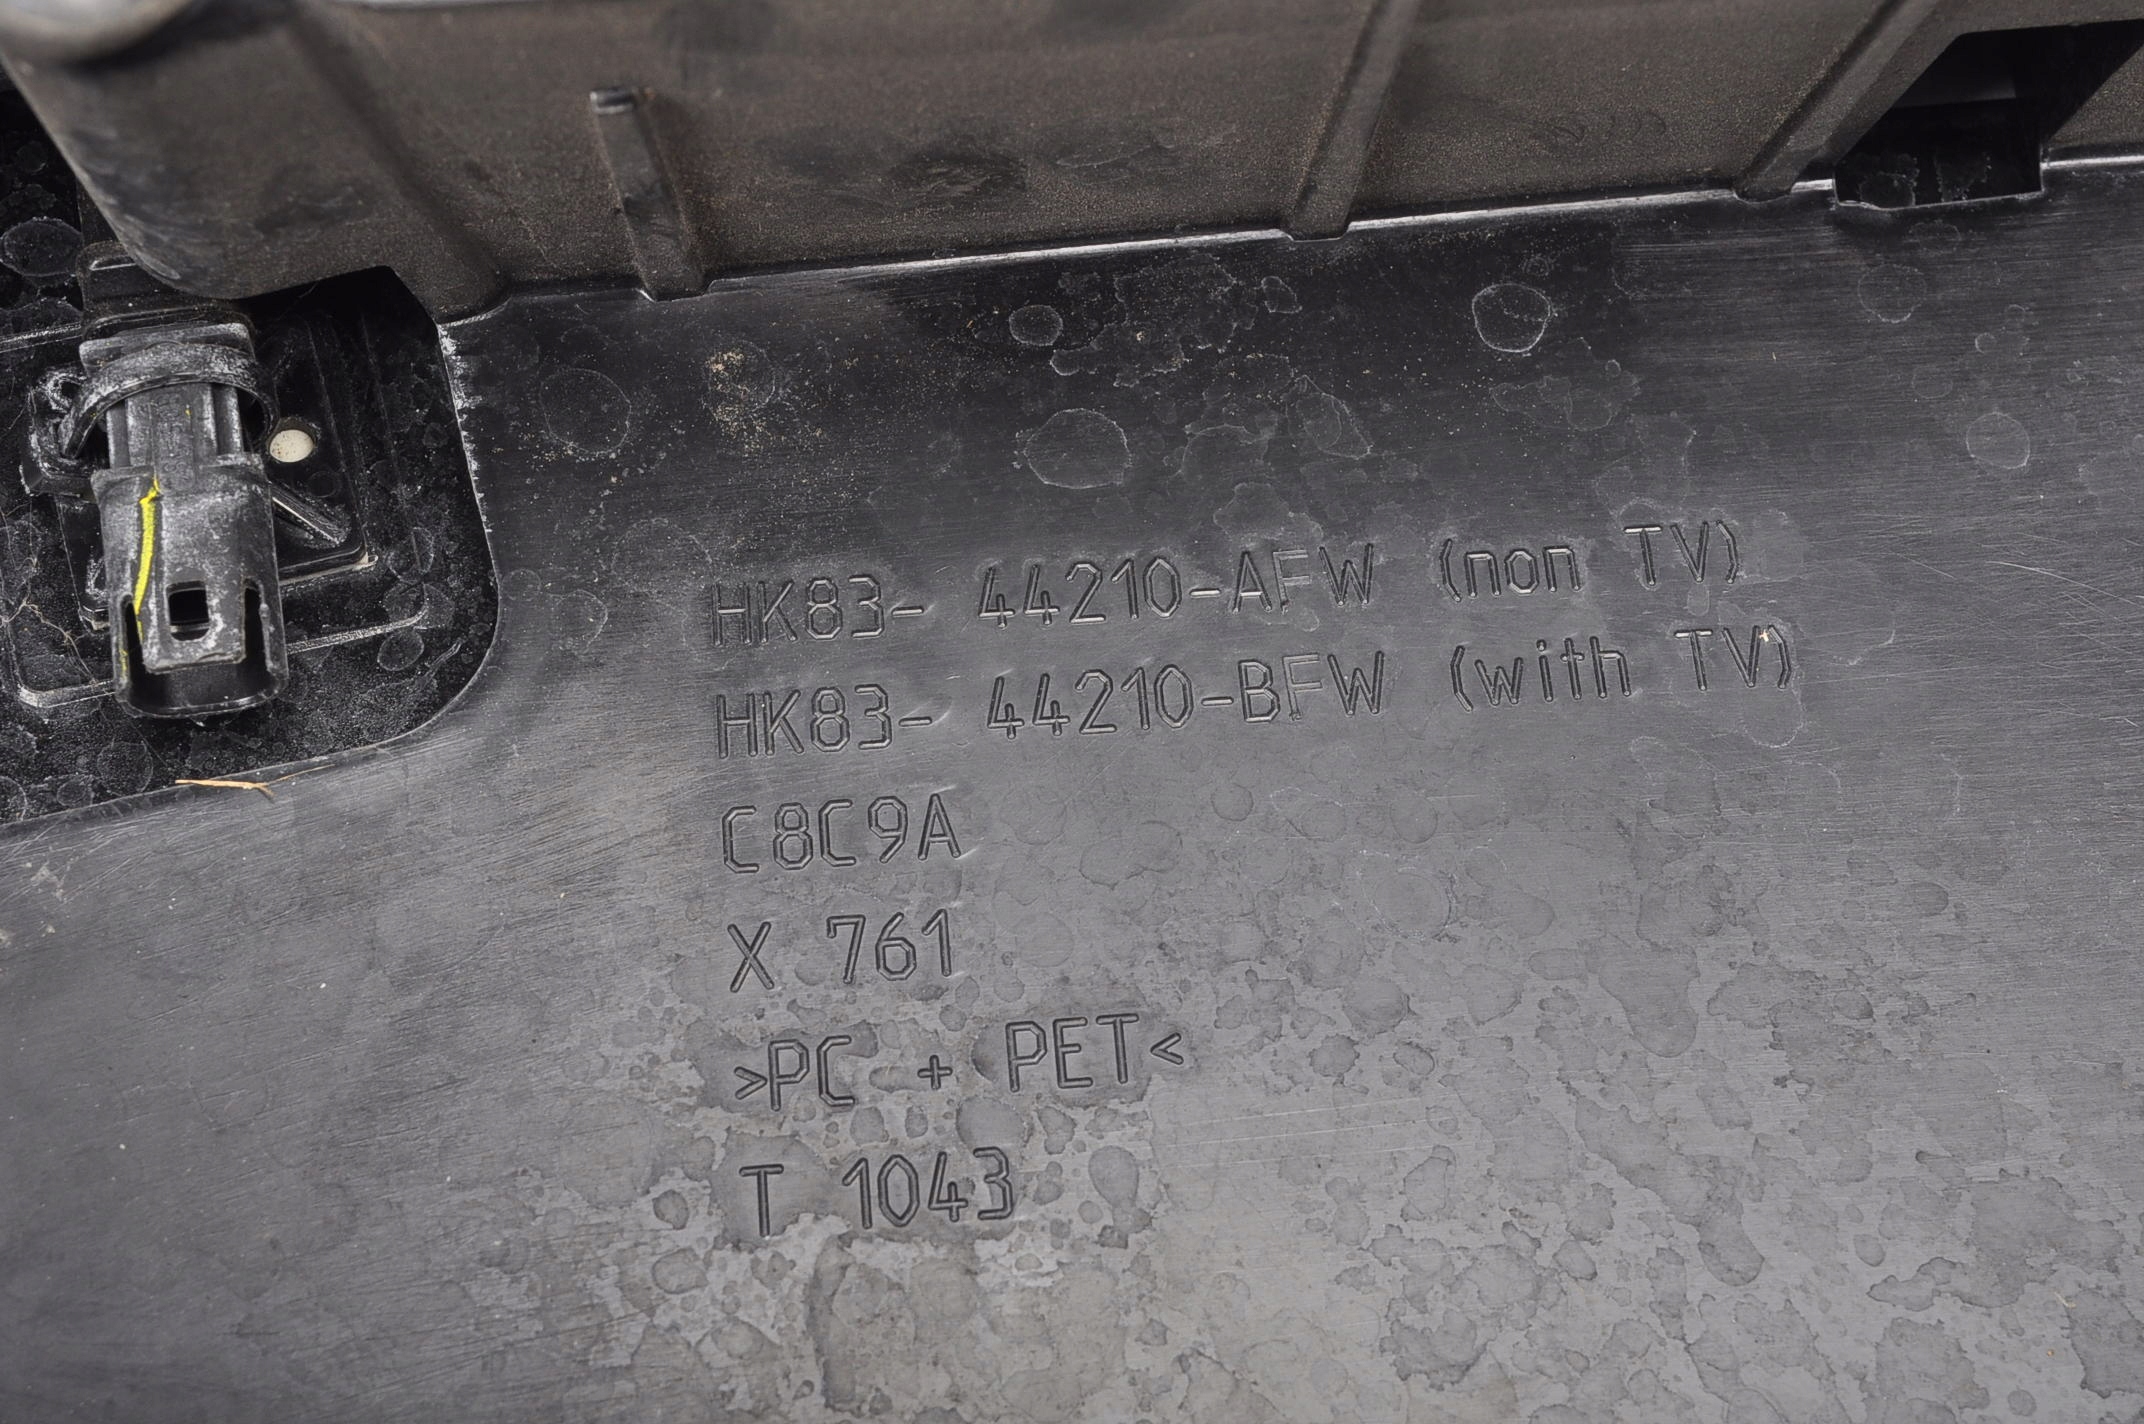 HK83- 44210-AFW (non TV)
HK83- 44210-BFW (with TV)
C8C9A
X 761
>PC + PET<
T 1043